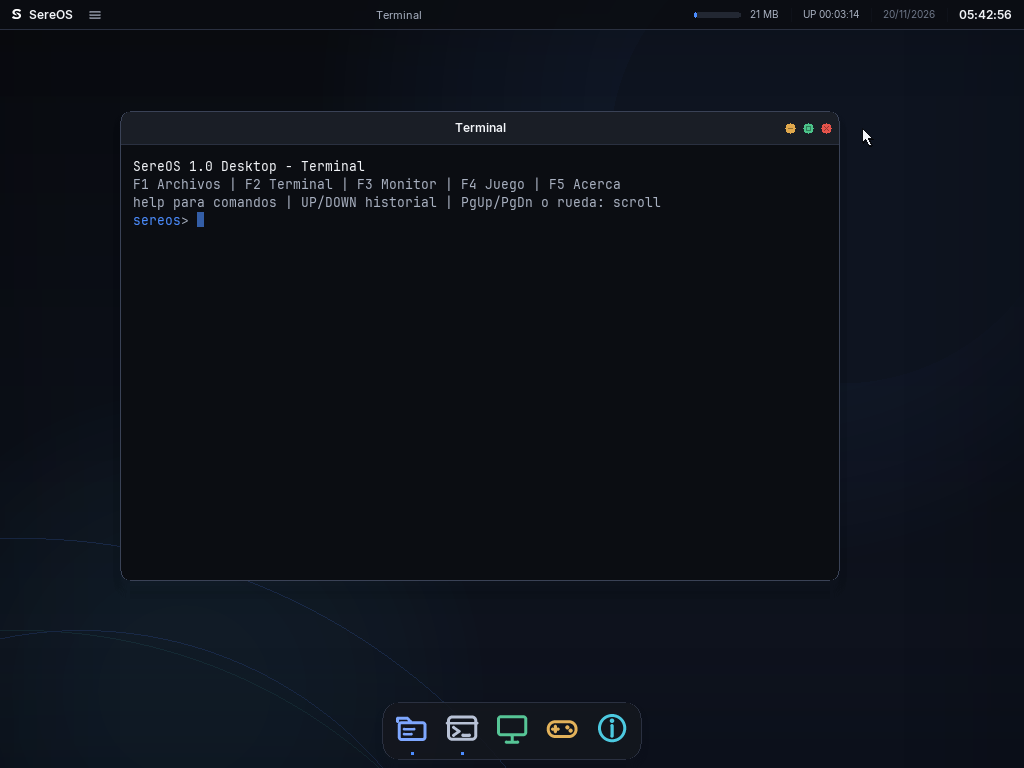 S SereOS
Terminal
21 MB
UP 00:03:14
20/11/2026
05:42:56
Terminal
SereOS 1.0 Desktop - Terminal
F1 Archivos | F2 Terminal | F3 Monitor | F4 Juego | F5 Acerca
help para comandos | UP/DOWN historial | PgUp/PgDn o rueda: scroll
sereos>